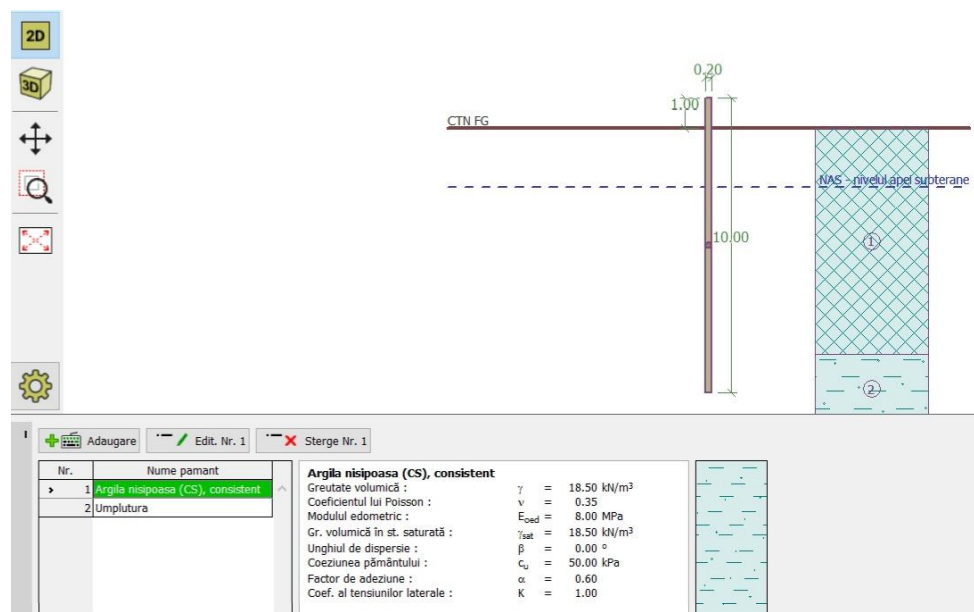 2D
3D
0.20
1.00
CTN FG
NAS - nivelul apei subterane
1
10.00
2
Adaugare
Edit. Nr. 1
Sterge Nr. 1
Nr. Nume pamant
1 Argila nisipoasa (CS), consistent
2 Umplutura
Argila nisipoasa (CS), consistent
Greutate volumică : γ = 18.50 kN/m³
Coeficientul lui Poisson : ν = 0.35
Modulul edometric : Eoed = 8.00 MPa
Gr. volumică în st. saturată : γsat = 18.50 kN/m³
Unghiul de dispersie : β = 0.00 °
Coeziunea pământului : cu = 50.00 kPa
Factor de adeziune : α = 0.60
Coef. al tensiunilor laterale : K = 1.00